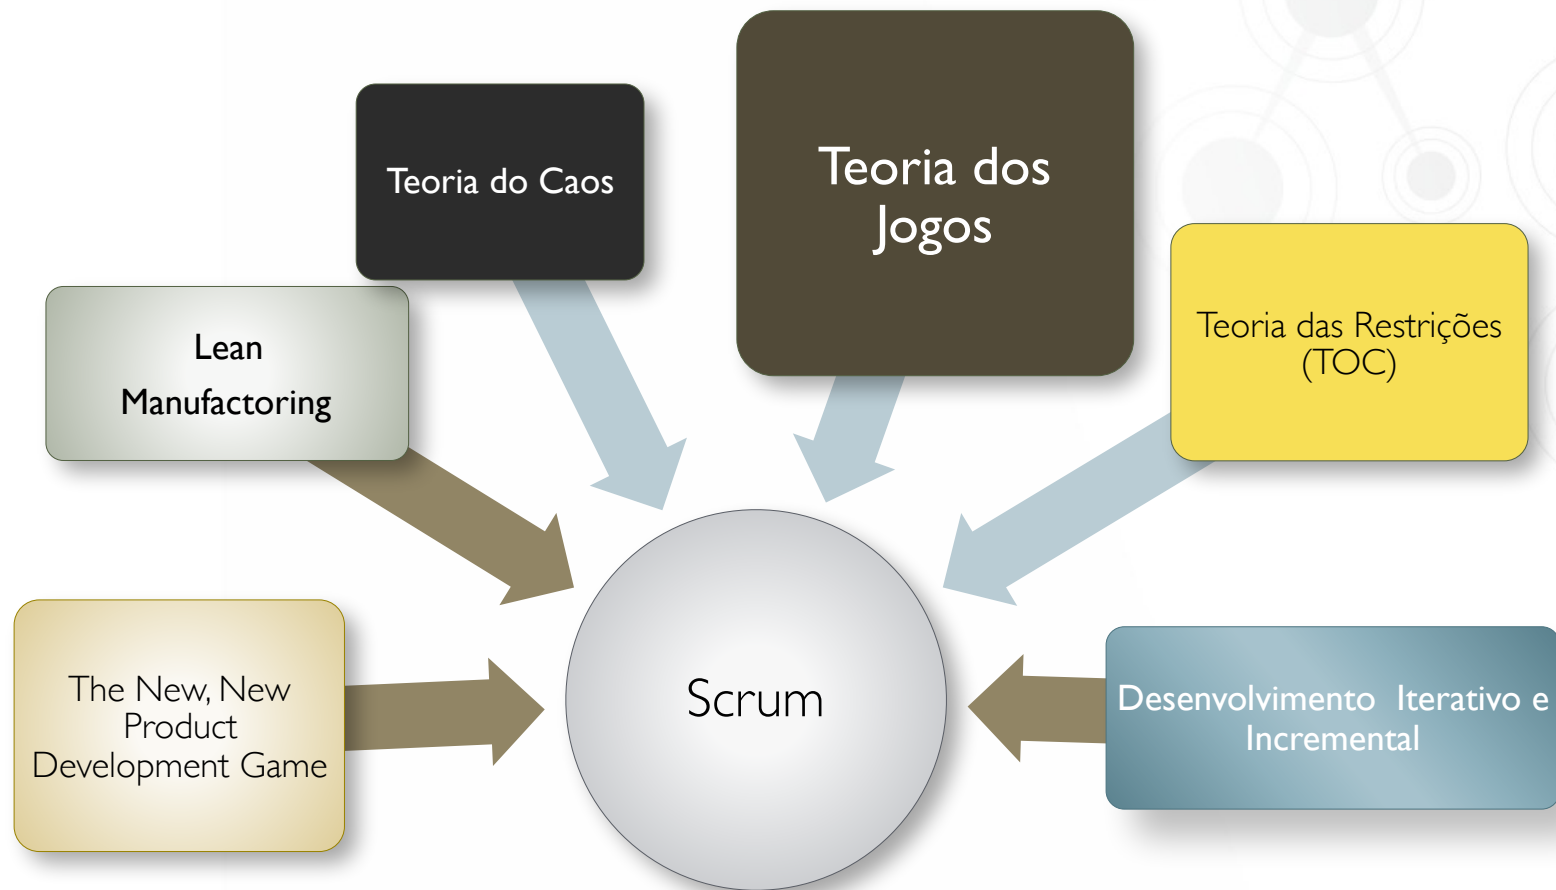 Teoria do Caos
Teoria dos
Jogos
Teoria das Restrições
(TOC)
Lean
Manufactoring
The New, New
Product
Development Game
Scrum
Desenvolvimento Iterativo e
Incremental